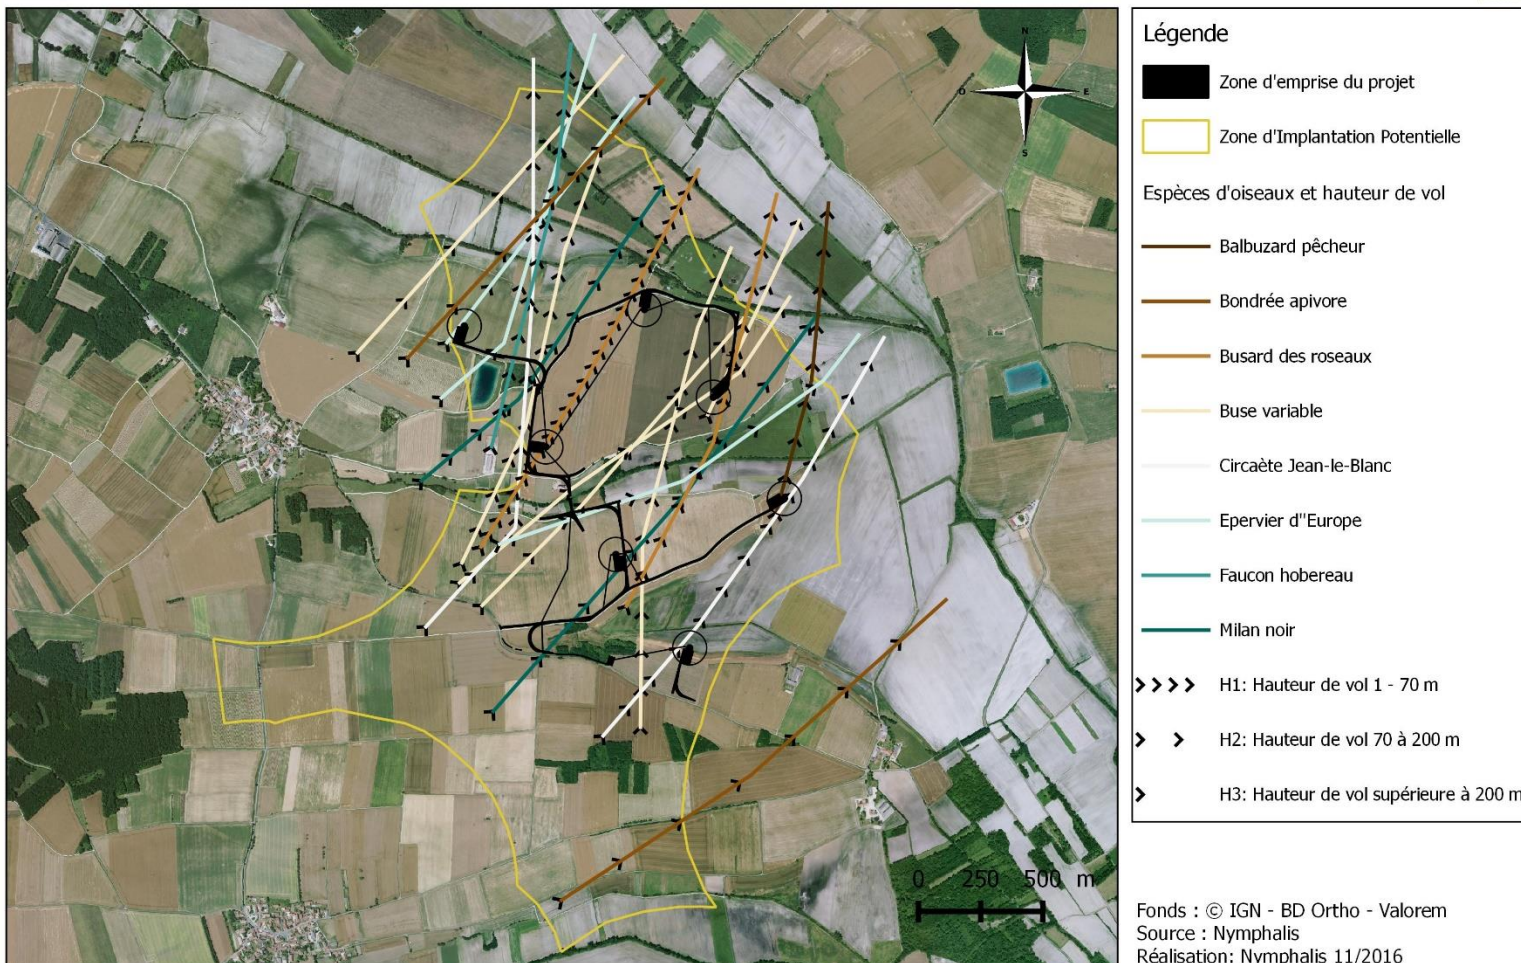 N
O
E
S
0 250 500 m
Légende
Zone d'emprise du projet
Zone d'Implantation Potentielle
Espèces d'oiseaux et hauteur de vol
Balbuzard pêcheur
Bondrée apivore
Busard des roseaux
Buse variable
Circaète Jean-le-Blanc
Epervier d''Europe
Faucon hobereau
Milan noir
H1: Hauteur de vol 1 - 70 m
H2: Hauteur de vol 70 à 200 m
H3: Hauteur de vol supérieure à 200 m
Fonds : © IGN - BD Ortho - Valorem
Source : Nymphalis
Réalisation: Nymphalis 11/2016